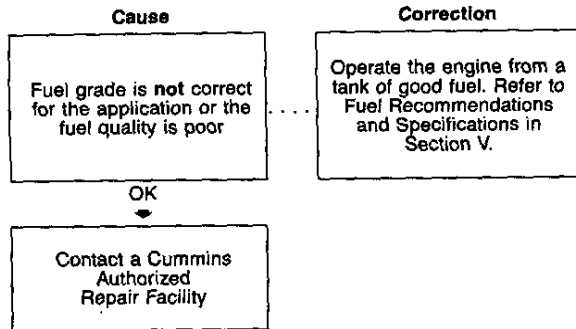 Cause
Correction
Fuel grade is not correct
for the application or the
fuel quality is poor
Operate the engine from a
tank of good fuel. Refer to
Fuel Recommendations
and Specifications in
Section V.
OK
Contact a Cummins
Authorized
Repair Facility